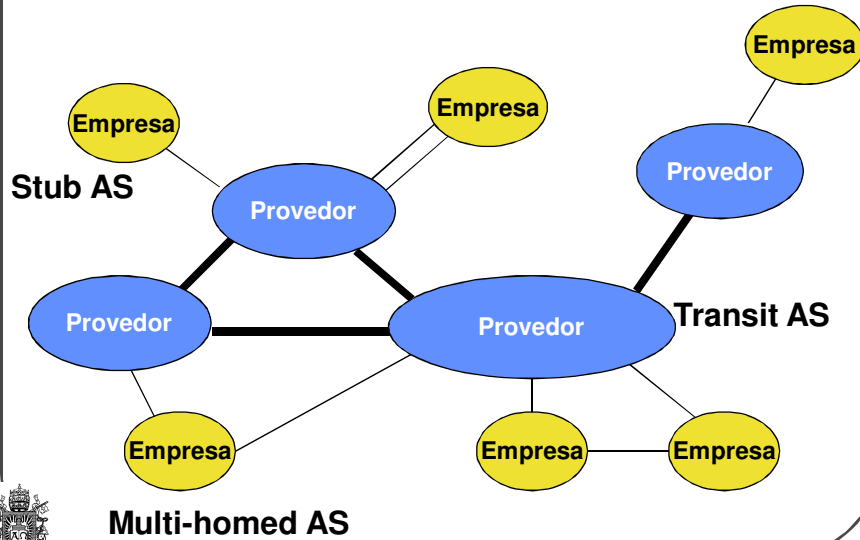 Empresa
Empresa
Empresa
Provedor
Stub AS
Provedor
Provedor
Provedor
Transit AS
Empresa
Empresa
Empresa
Multi-homed AS